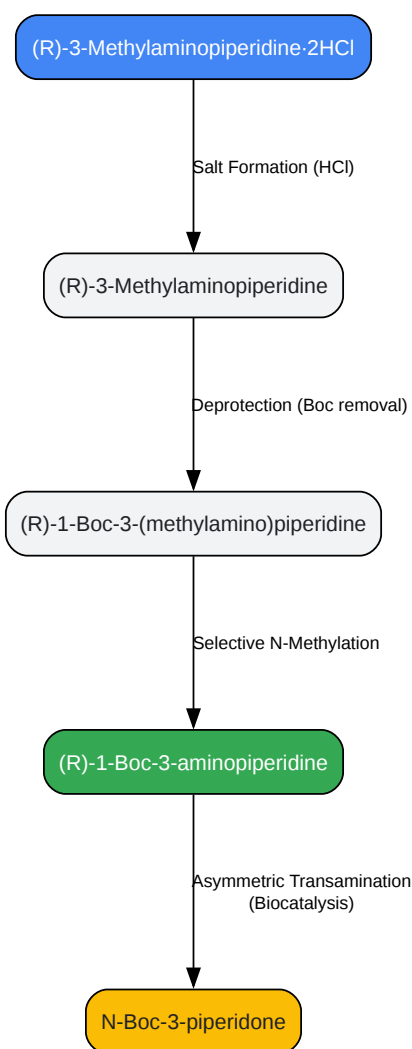 (R)-3-Methylaminopiperidine·2HCl
Salt Formation (HCl)
(R)-3-Methylaminopiperidine
Deprotection (Boc removal)
(R)-1-Boc-3-(methylamino)piperidine
Selective N-Methylation
(R)-1-Boc-3-aminopiperidine
Asymmetric Transamination
(Biocatalysis)
N-Boc-3-piperidone